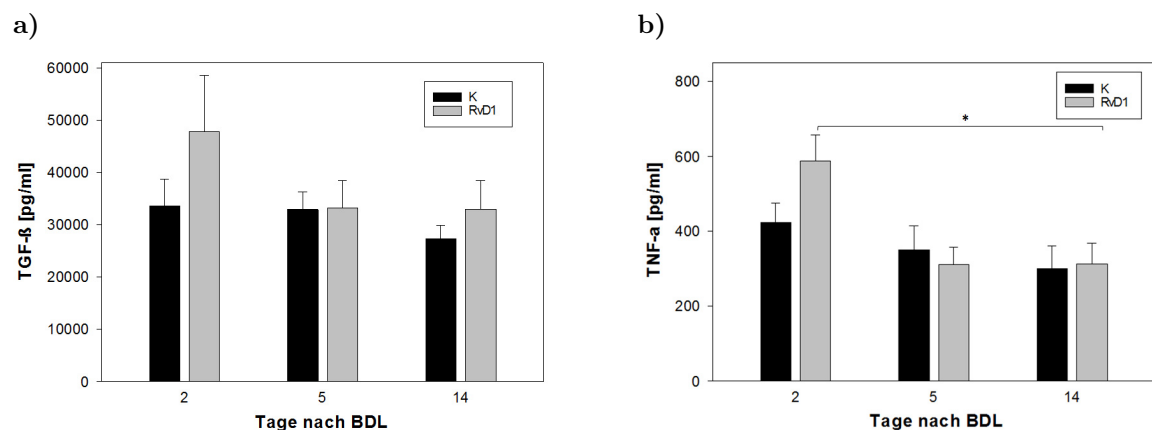 a)
60000
50000
40000
30000
20000
10000
0
TGF-ß [pg/ml]
K
RvD1
2
5
14
Tage nach BDL
b)
800
600
400
200
0
TNF-a [pg/ml]
K
RvD1
*
2
5
14
Tage nach BDL